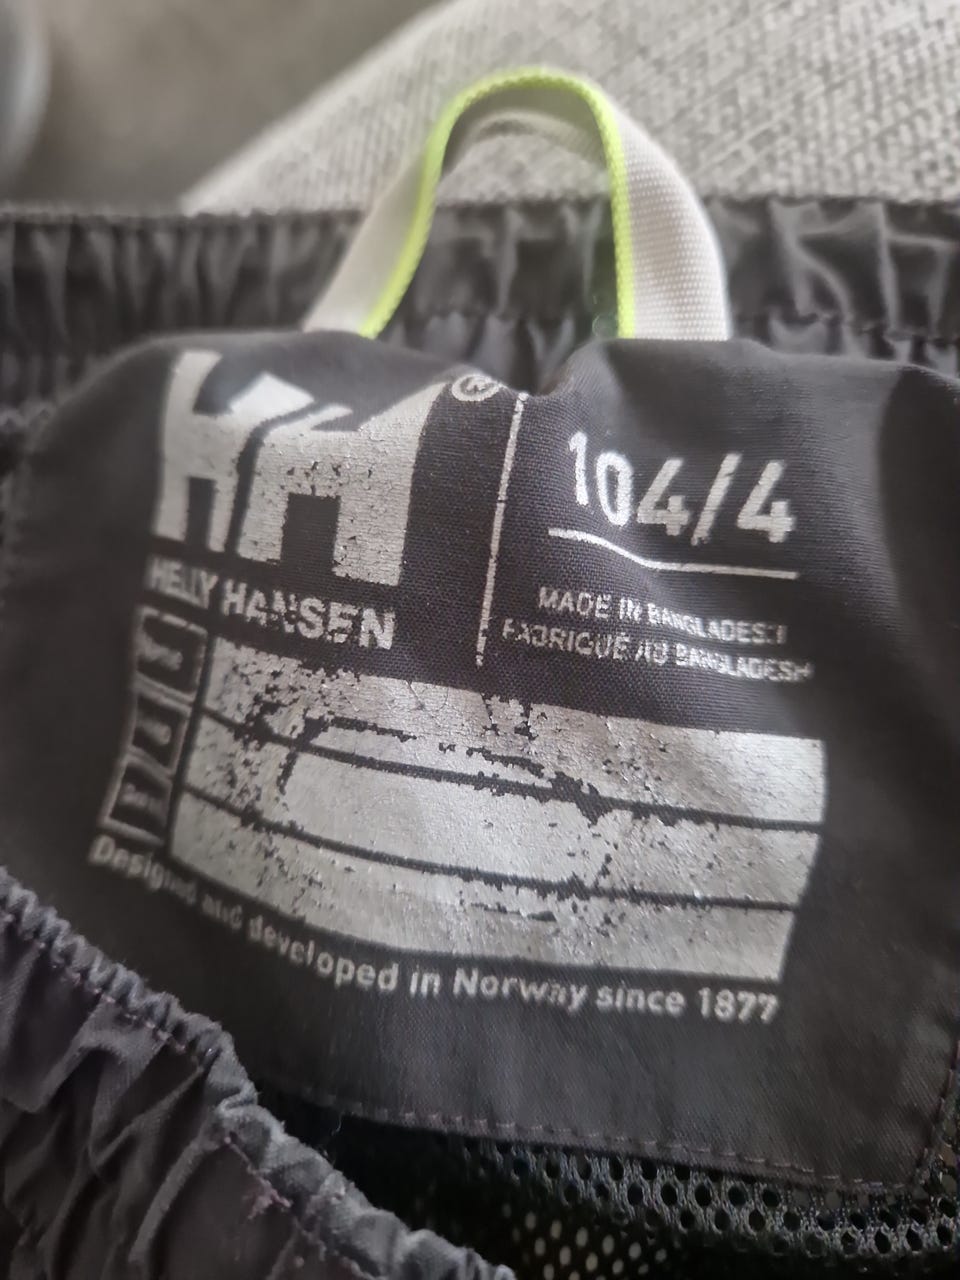 HH®
HELLY HANSEN
104/4
MADE IN BANGLADESH
FABRIQUÉ AU BANGLADESH
Designed and developed in Norway since 1877